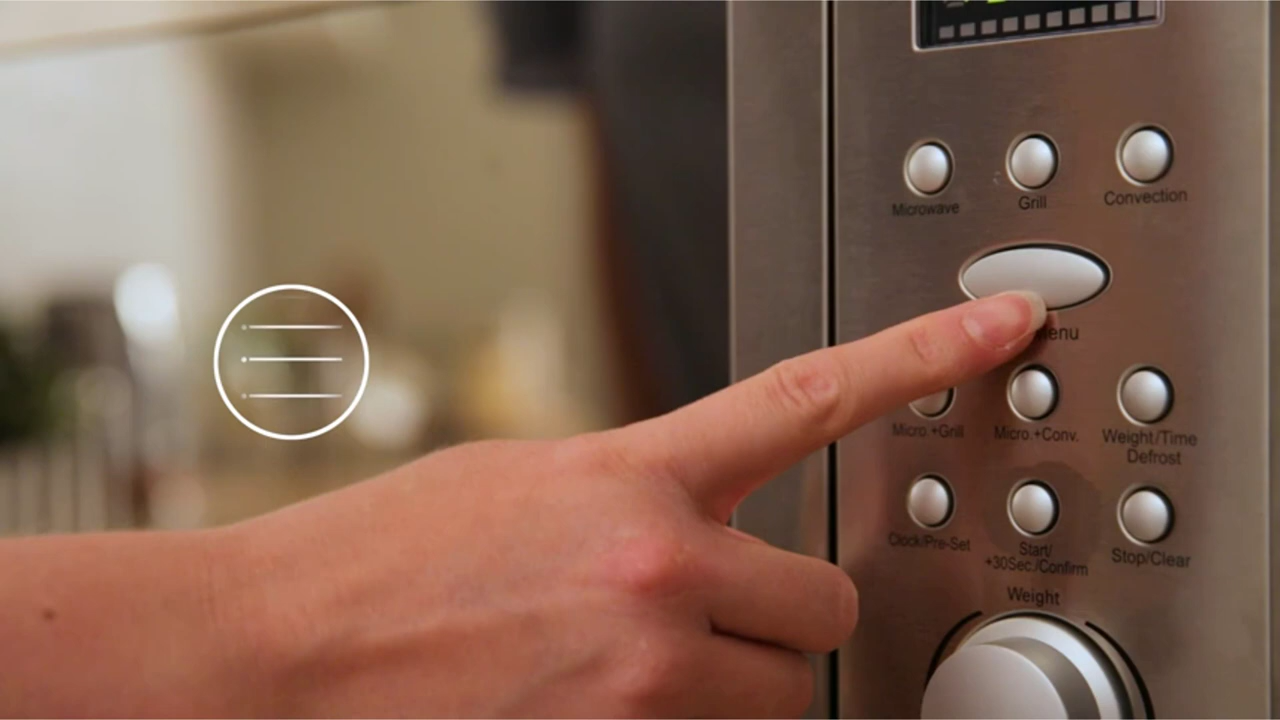 Microwave Grill Convection
enu
Micro.+Grill Micro.+Conv. Weight/Time
Defrost
Clock/Pre-Set Start/ Stop/Clear
+30Sec./Confirm
Weight